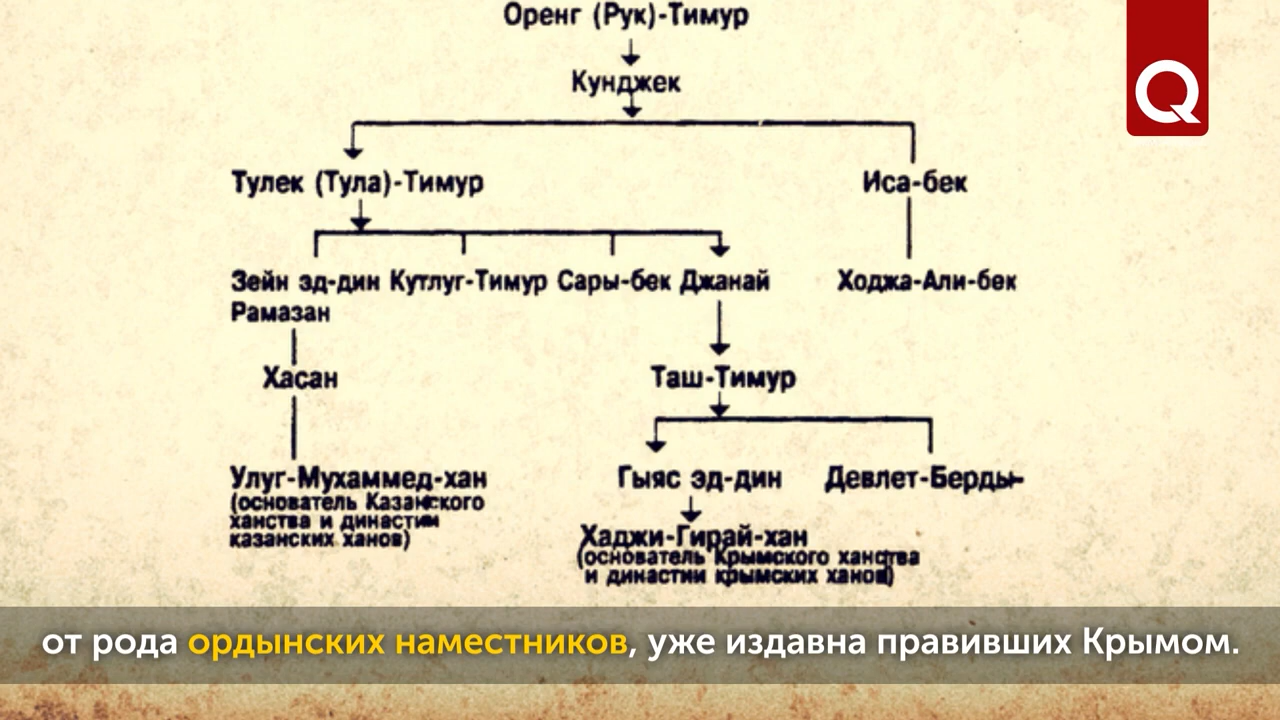 Оренг (Рук)-Тимур
Кунджек
Тулек (Тула)-Тимур
Иса-бек
Зейн эд-дин Кутлуг-Тимур Сары-бек Джанай
Ходжа-Али-бек
Рамазан
Хасан
Таш-Тимур
Улуг-Мухаммед-хан
(основатель Казанского
ханства и династии
казанских ханов)
Гыяс эд-дин
Девлет-Берды-
Хаджи-Гирай-хан
(основатель Крымского ханства
и династии крымских ханов)
от рода ордынских наместников, уже издавна правивших Крымом.
Q